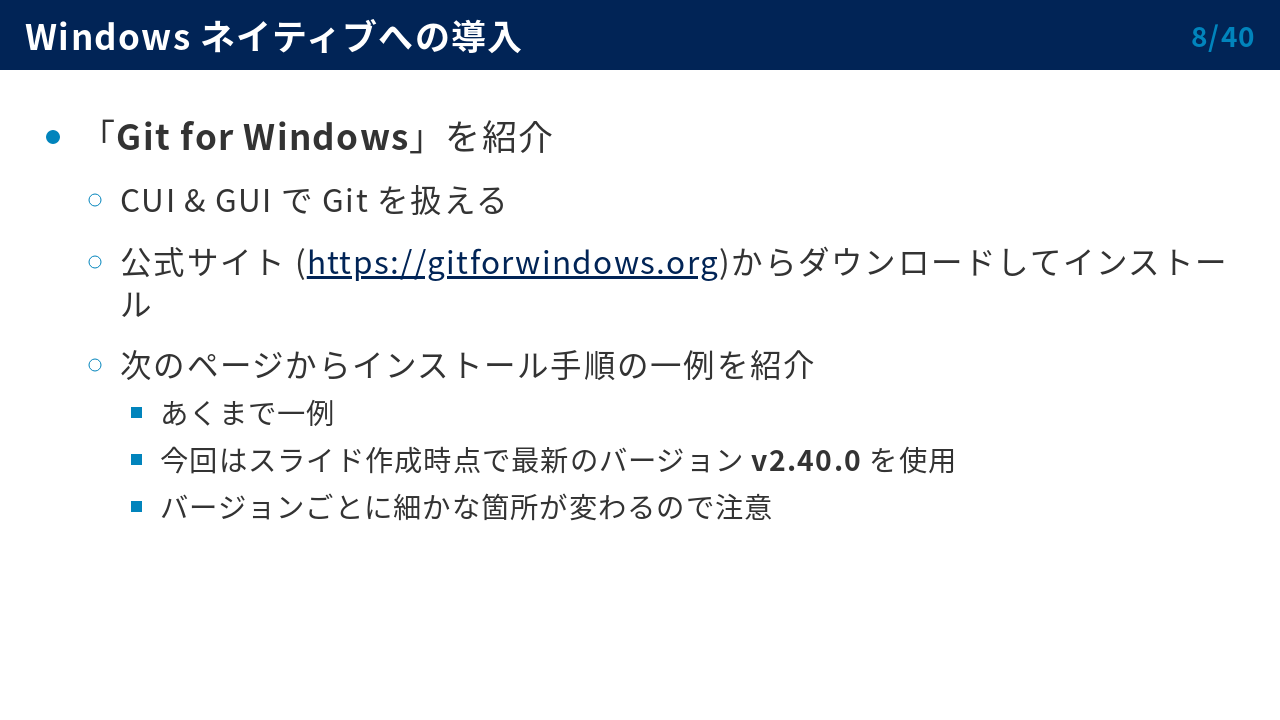 Windows ネイティブへの導入
8/40
「Git for Windows」を紹介
CUI & GUI で Git を扱える
公式サイト (https://gitforwindows.org)からダウンロードしてインストー
ル
次のページからインストール手順の一例を紹介
あくまで一例
今回はスライド作成時点で最新のバージョン v2.40.0 を使用
バージョンごとに細かな箇所が変わるので注意